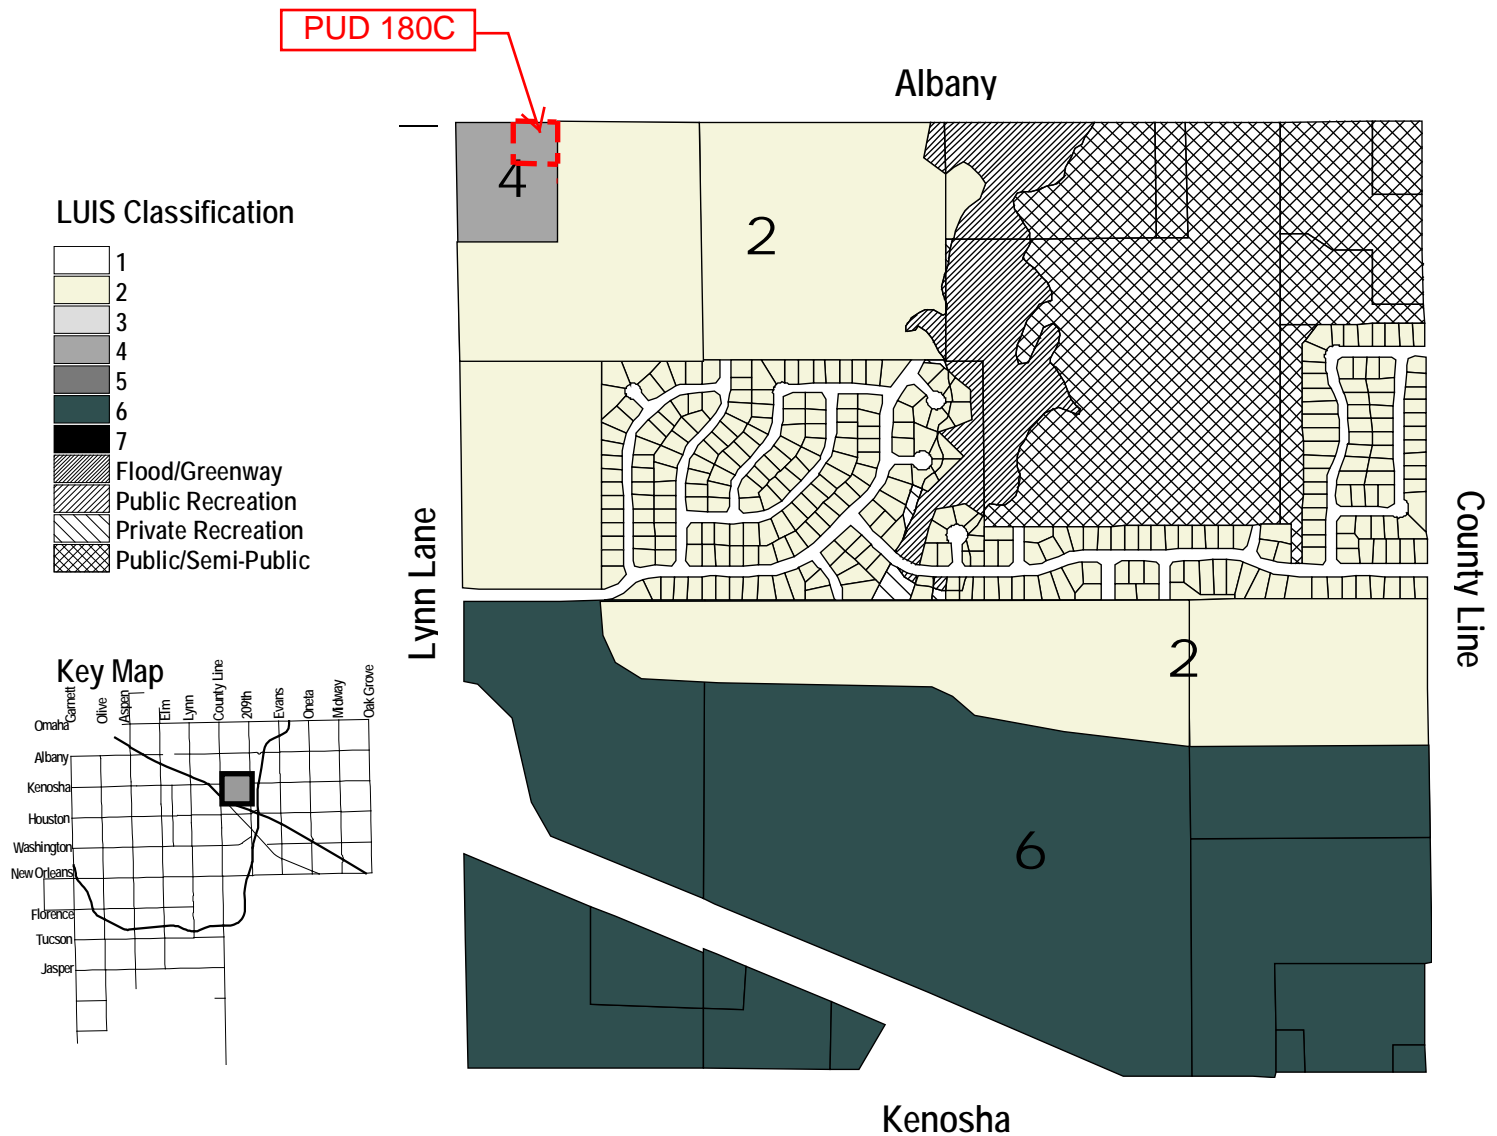 PUD 180C
Albany
4
2
LUIS Classification
1
2
3
4
5
6
7
Flood/Greenway
Public Recreation
Private Recreation
Public/Semi-Public
Lynn Lane
County Line
2
6
Kenosha
Key Map
Garnett
Olive
Aspen
Elm
Lynn
County Line
209th
Evans
Oneta
Midway
Oak Grove
Omaha
Albany
Kenosha
Houston
Washington
New Orleans
Florence
Tucson
Jasper